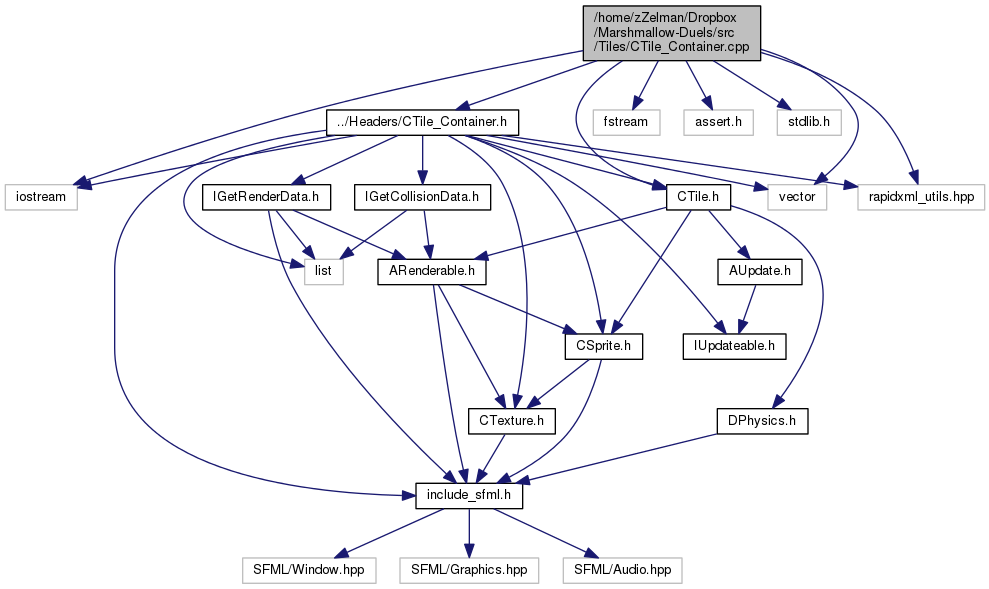 /home/zZelman/Dropbox
/Marshmallow-Duels/src
/Tiles/CTile_Container.cpp
../Headers/CTile_Container.h
fstream
assert.h
stdlib.h
iostream
IGetRenderData.h
IGetCollisionData.h
CTile.h
vector
rapidxml_utils.hpp
list
ARenderable.h
AUpdate.h
CSprite.h
IUpdateable.h
CTexture.h
DPhysics.h
include_sfml.h
SFML/Window.hpp
SFML/Graphics.hpp
SFML/Audio.hpp